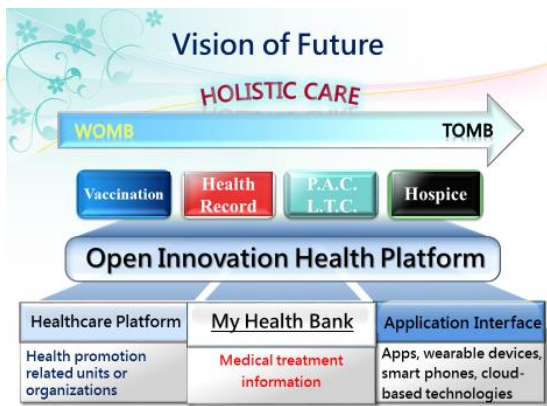 Vision of Future
HOLISTIC CARE
WOMB
TOMB
Vaccination
Health
Record
P.A.C.
L.T.C.
Hospice
Open Innovation Health Platform
Healthcare Platform
Health promotion
related units or
organizations
My Health Bank
Medical treatment
information
Application Interface
Apps, wearable devices,
smart phones, cloud-
based technologies